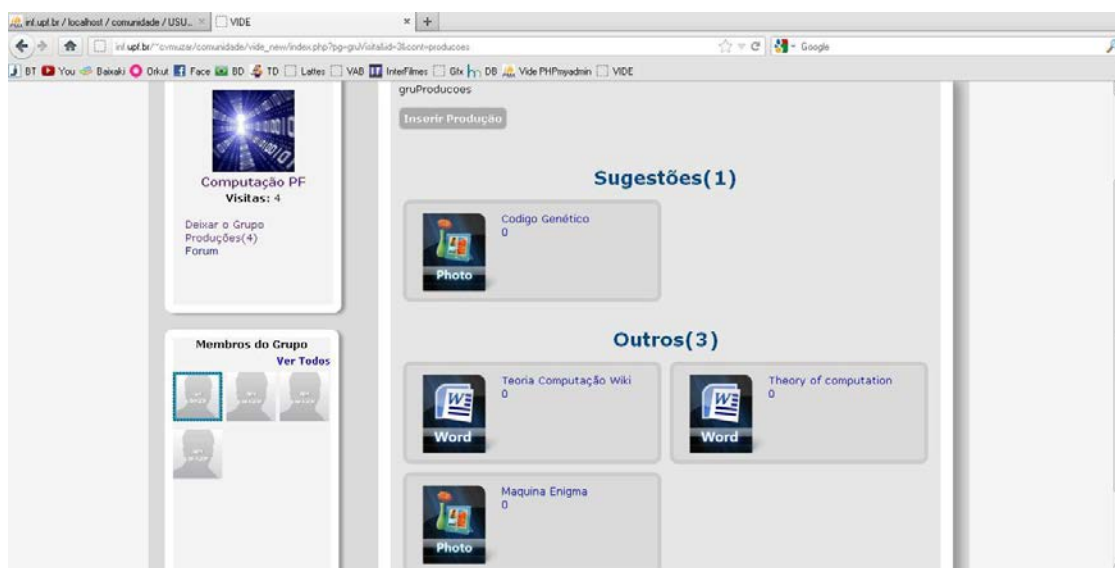 inf.upf.br / localhost / comunidade / USU...
VIDE
inf.upf.br/~cvmuzar/comunidade/vide_new/index.php?pg=gruVisita&id=3&cont=producoes
Google
BT You Baixaki Orkut Face BD TD Lattes VAB InterFilmes Gfx DB Vide PHPmyadmin VIDE
gruProducoes
Inserir Produção
Computação PF
Visitas: 4
Deixar o Grupo
Produções(4)
Forum
Sugestões(1)
Codigo Genético
0
Photo
Membros do Grupo
Ver Todos
Outros(3)
Teoria Computação Wiki
0
Word
Theory of computation
0
Word
Maquina Enigma
0
Photo